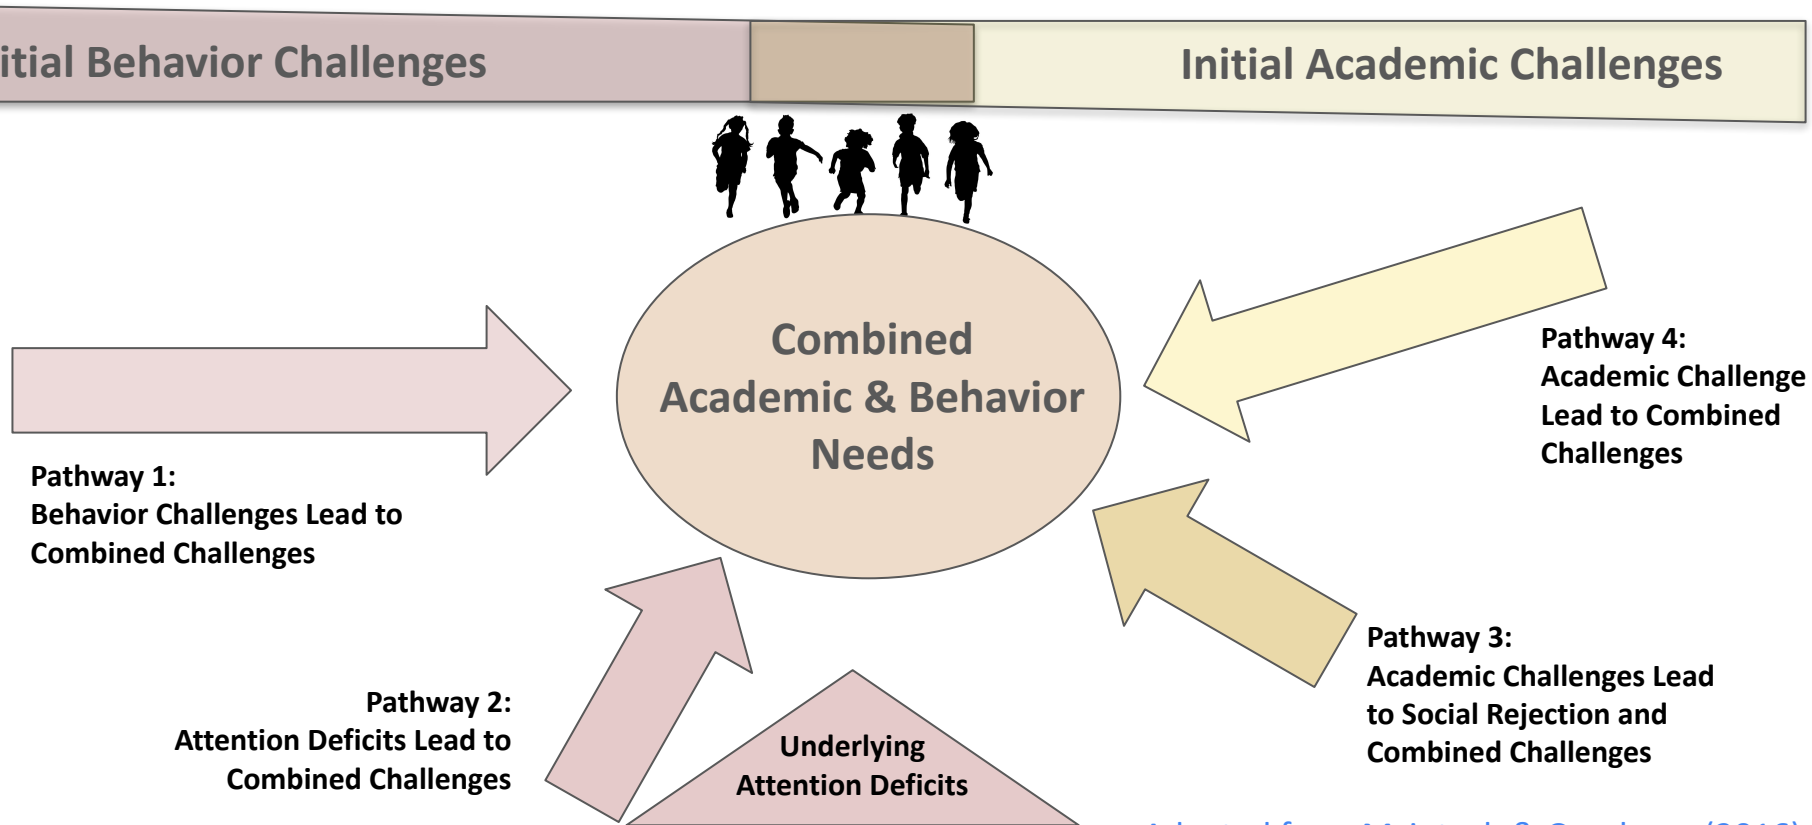 itial Behavior Challenges
Initial Academic Challenges
Combined
Academic & Behavior
Needs
Pathway 1:
Behavior Challenges Lead to
Combined Challenges
Pathway 4:
Academic Challenge
Lead to Combined
Challenges
Pathway 2:
Attention Deficits Lead to
Combined Challenges
Underlying
Attention Deficits
Pathway 3:
Academic Challenges Lead
to Social Rejection and
Combined Challenges